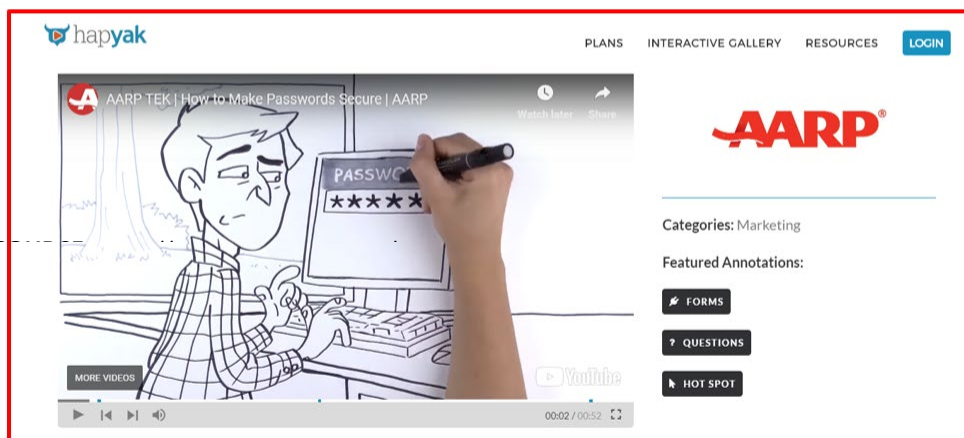 hapyak
PLANS INTERACTIVE GALLERY RESOURCES LOGIN
AARP TEK | How to Make Passwords Secure | AARP
Watch later Share
PASSWO
*****
MORE VIDEOS
YouTube
00:02 / 00:52
AARP®
Categories: Marketing
Featured Annotations:
FORMS
? QUESTIONS
HOT SPOT